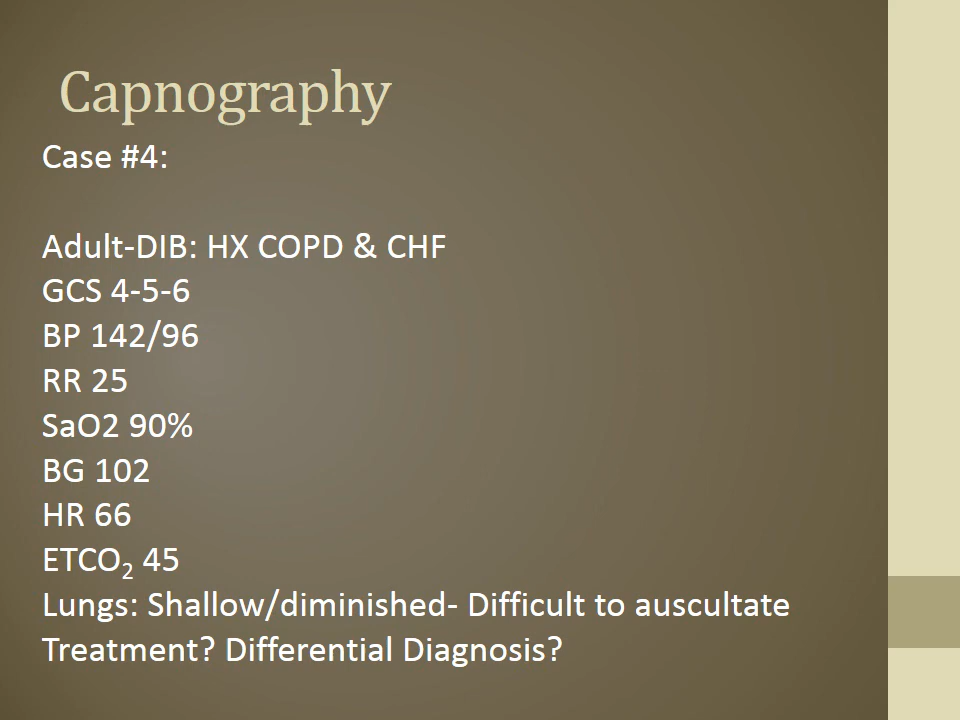 Capnography
Case #4:
Adult-DIB: HX COPD & CHF
GCS 4-5-6
BP 142/96
RR 25
SaO2 90%
BG 102
HR 66
ETCO₂ 45
Lungs: Shallow/diminished- Difficult to auscultate
Treatment? Differential Diagnosis?